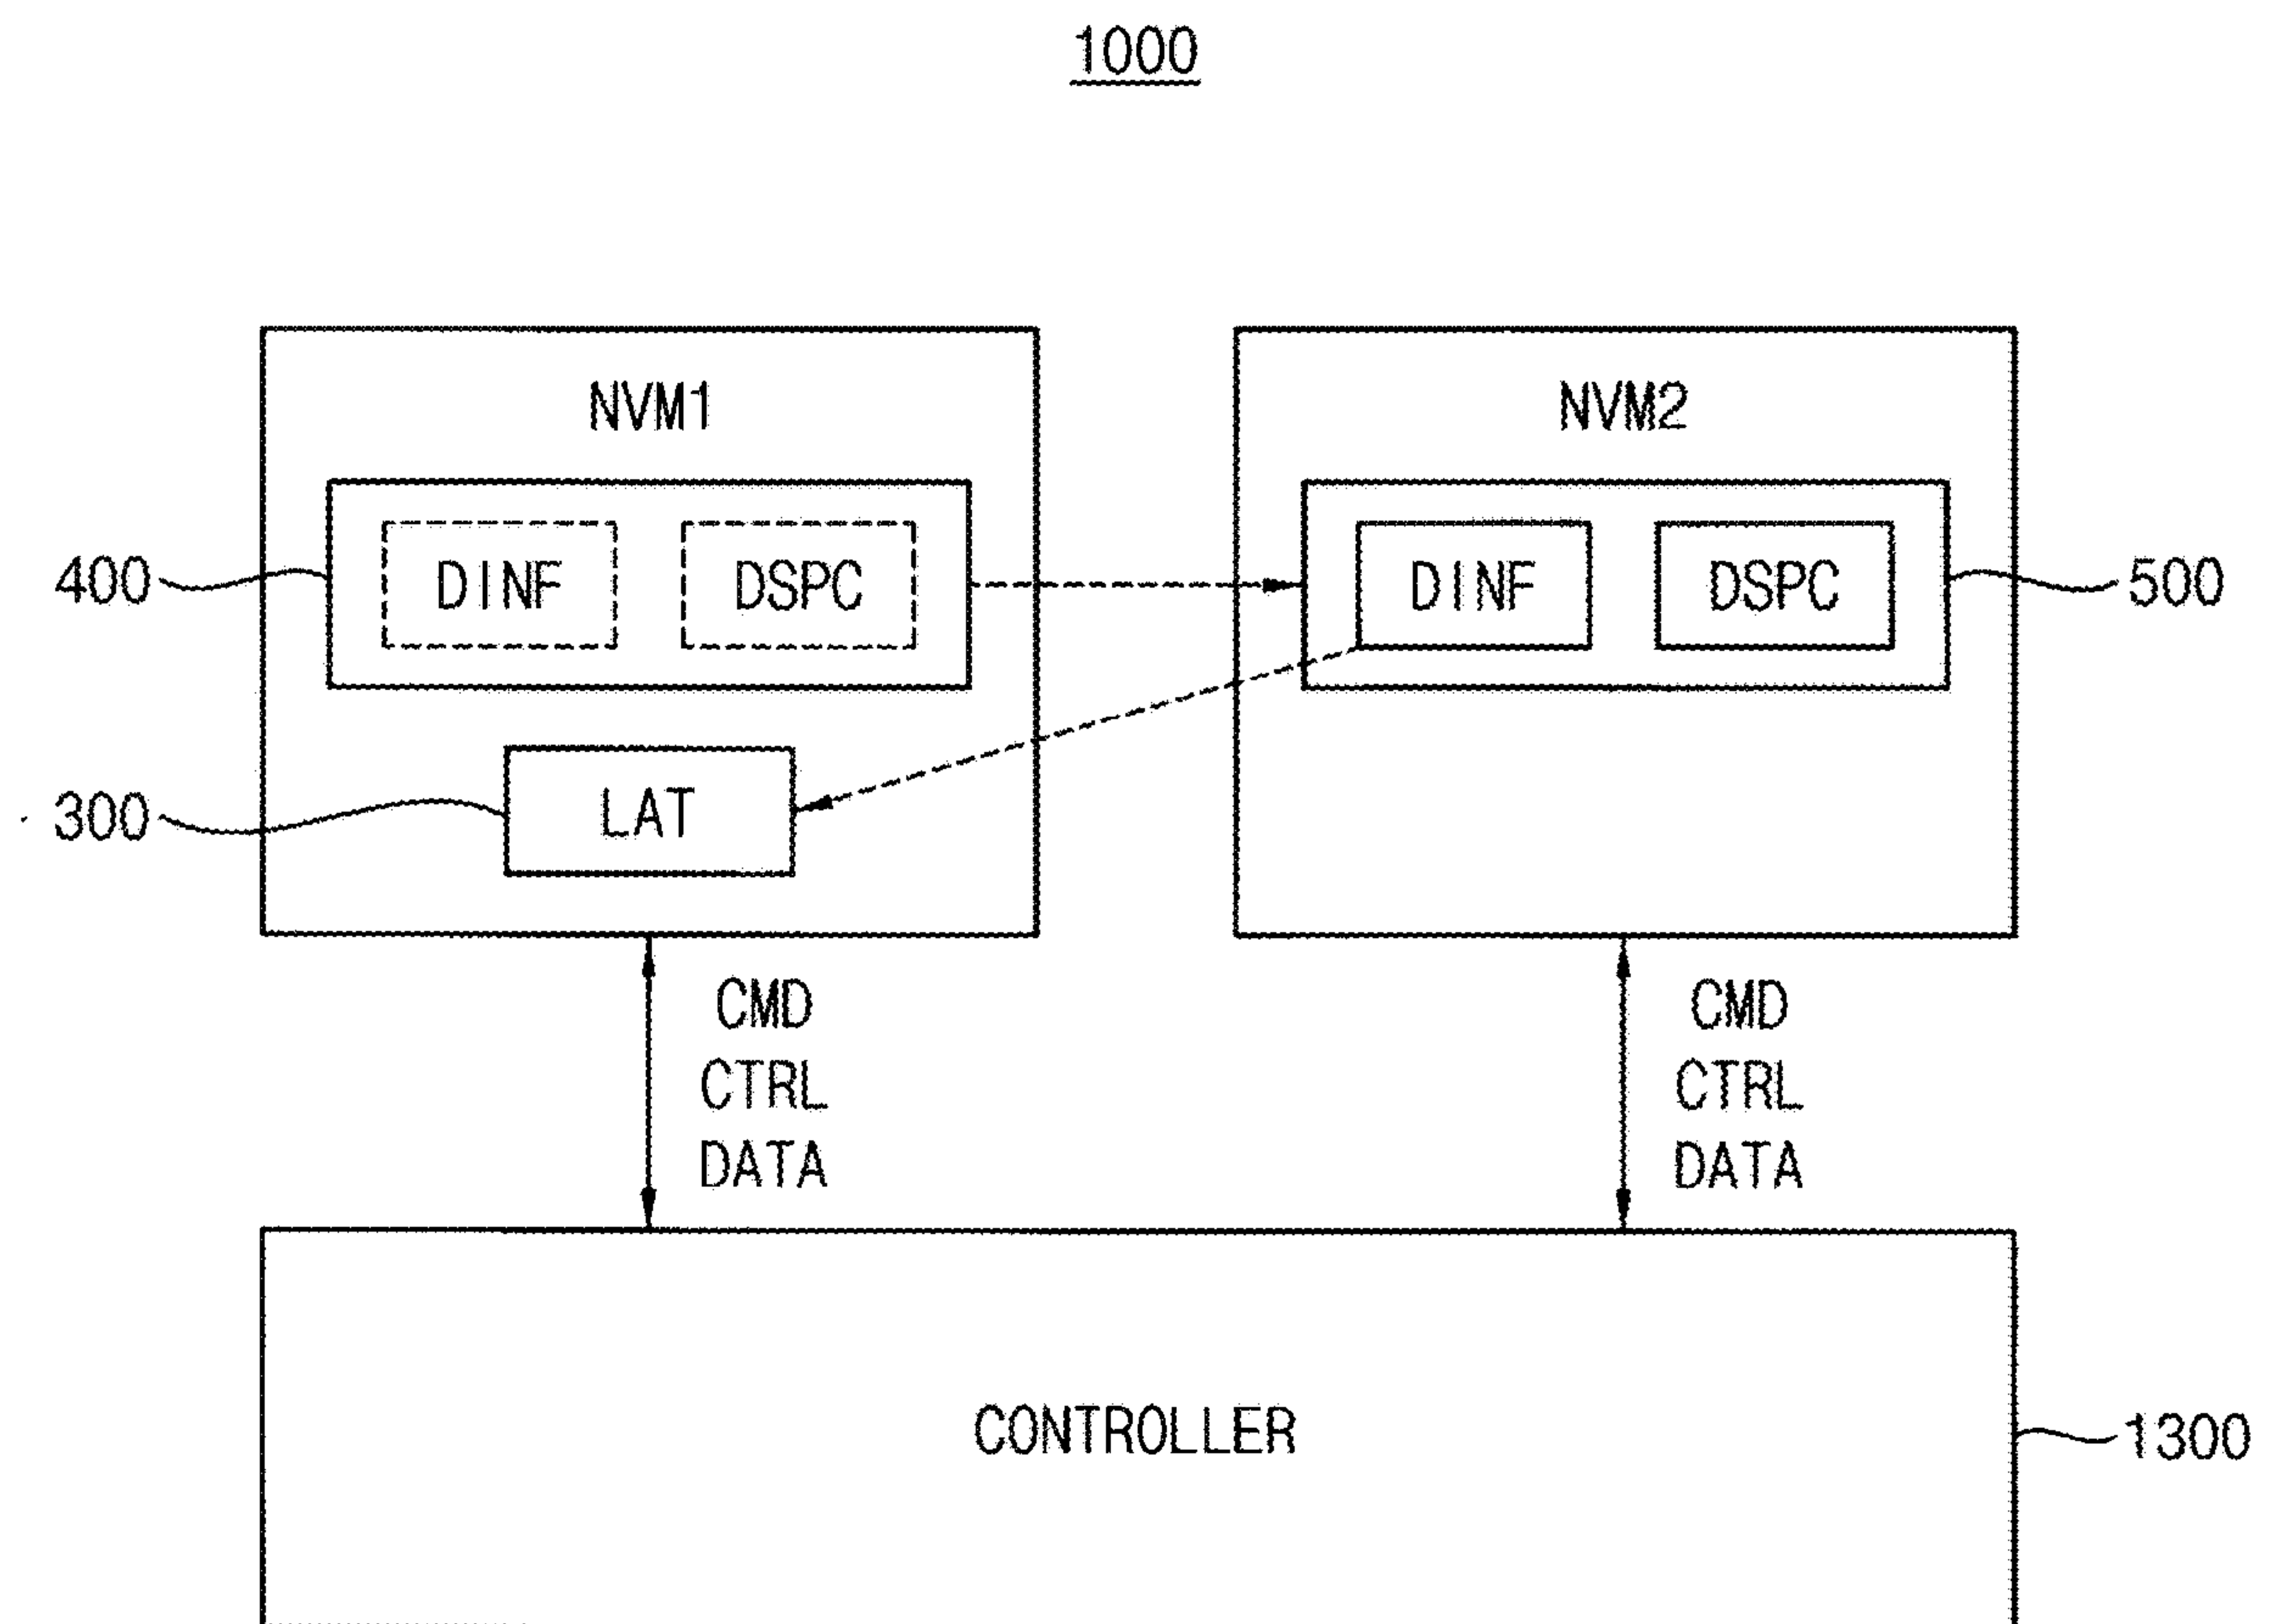 1000
NVM1
NVM2
400
DINF
DSPC
DINF
DSPC
500
300
LAT
CMD
CTRL
DATA
CMD
CTRL
DATA
CONTROLLER
1300